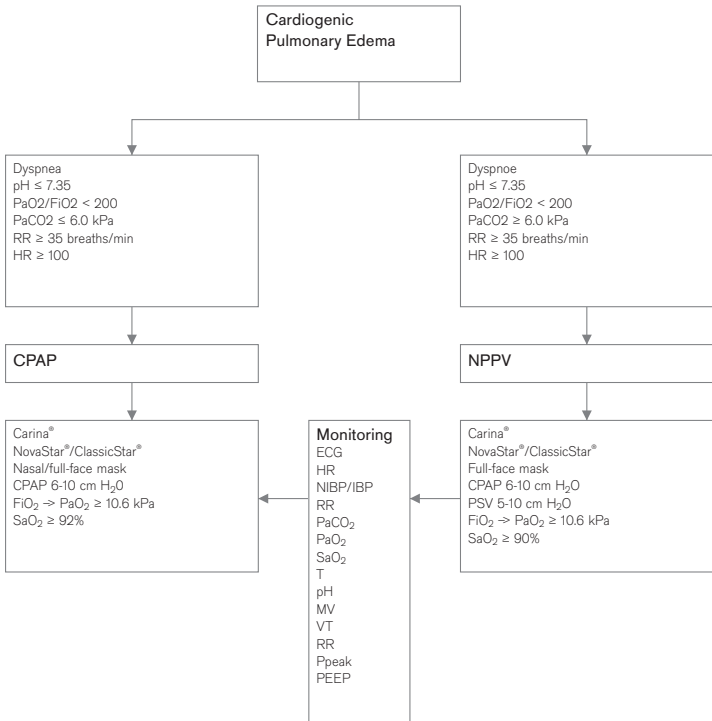 Cardiogenic
Pulmonary Edema
Dyspnea
pH ≤ 7.35
PaO2/FiO2 < 200
PaCO2 ≤ 6.0 kPa
RR ≥ 35 breaths/min
HR ≥ 100
Dyspnoe
pH ≤ 7.35
PaO2/FiO2 < 200
PaCO2 ≥ 6.0 kPa
RR ≥ 35 breaths/min
HR ≥ 100
CPAP
NPPV
Carina®
NovaStar®/ClassicStar®
Nasal/full-face mask
CPAP 6-10 cm H₂0
FiO₂ → PaO₂ ≥ 10.6 kPa
SaO₂ ≥ 92%
Monitoring
ECG
HR
NIBP/IBP
RR
PaCO₂
PaO₂
SaO₂
T
pH
MV
VT
RR
Ppeak
PEEP
Carina®
NovaStar®/ClassicStar®
Full-face mask
CPAP 6-10 cm H₂O
PSV 5-10 cm H₂O
FiO₂ → PaO₂ ≥ 10.6 kPa
SaO₂ ≥ 90%